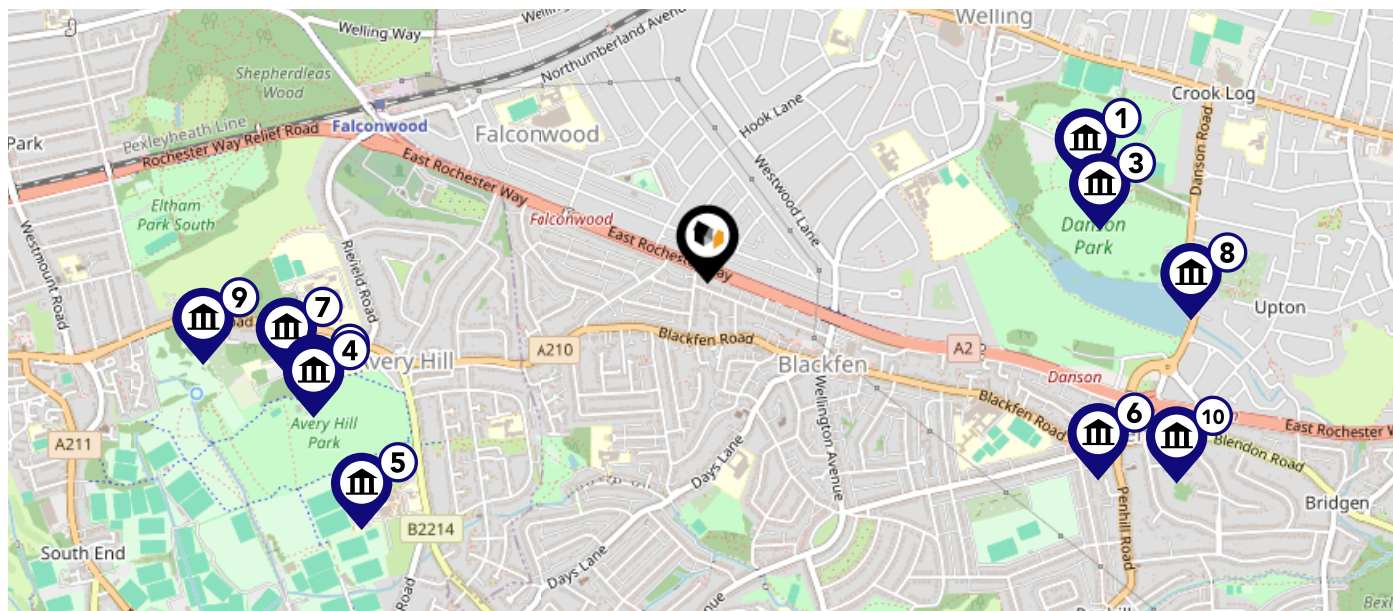 Welling
Welling Way
Northumberland Avenue
Shepherdleas
Wood
Crook Log
Hook Lane
1
Park
Bexleyheath Line
Falconwood
Falconwood
Rochester Way Relief Road
East Rochester Way
Danson Road
3
Westwood Lane
Eltham
Park South
Falconwood
Danson
Park
East Rochester Way
Westmount Road
Riefield Road
8
9
7
Upton
4
Avery Hill
A210
Blackfen Road
A2
Blackfen
Danson
Avery Hill
Park
A211
Wellington Avenue
Blackfen Road
6
10
East Rochester W
Blendon Road
5
Days Lane
Penhill Road
Bridgen
B2214
South End
Days Lane
Road